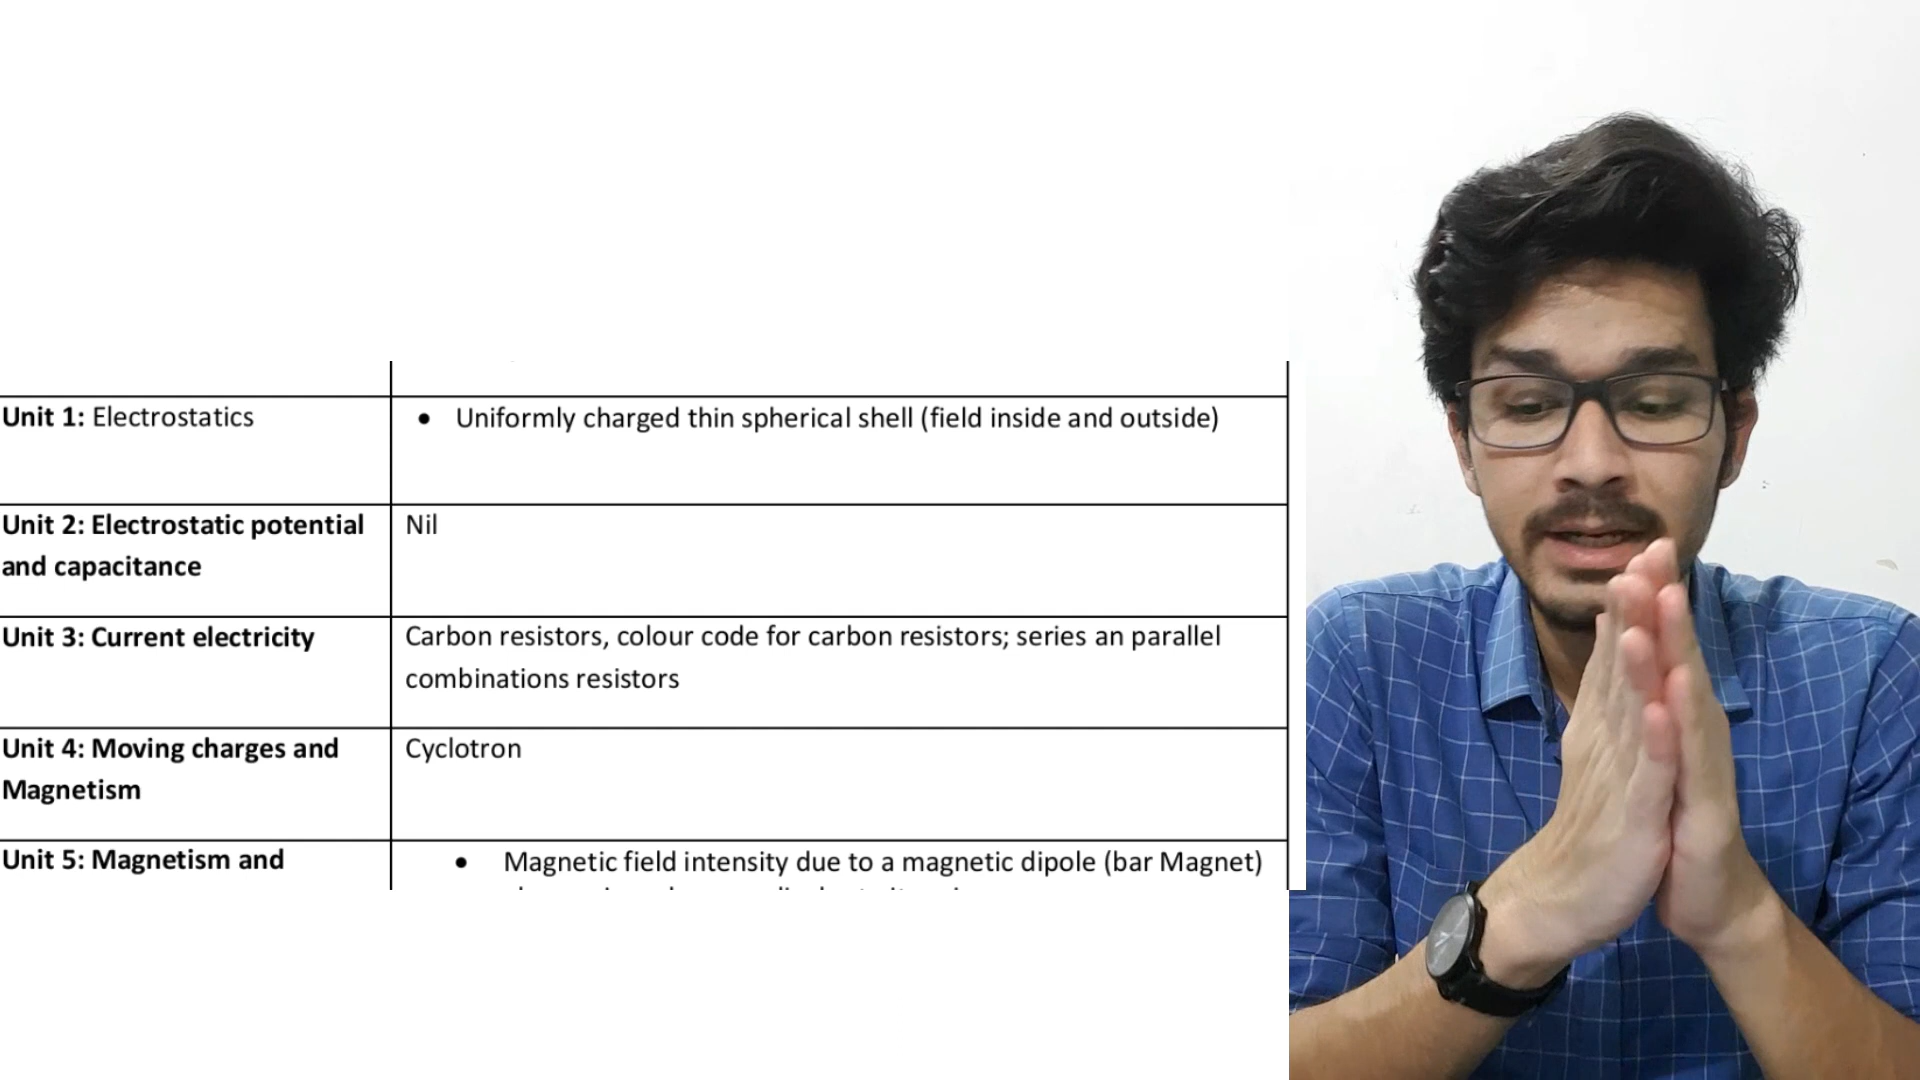 Unit 1: Electrostatics
• Uniformly charged thin spherical shell (field inside and outside)
Unit 2: Electrostatic potential
and capacitance
Nil
Unit 3: Current electricity
Carbon resistors, colour code for carbon resistors; series an parallel
combinations resistors
Unit 4: Moving charges and
Magnetism
Cyclotron
Unit 5: Magnetism and
• Magnetic field intensity due to a magnetic dipole (bar Magnet)